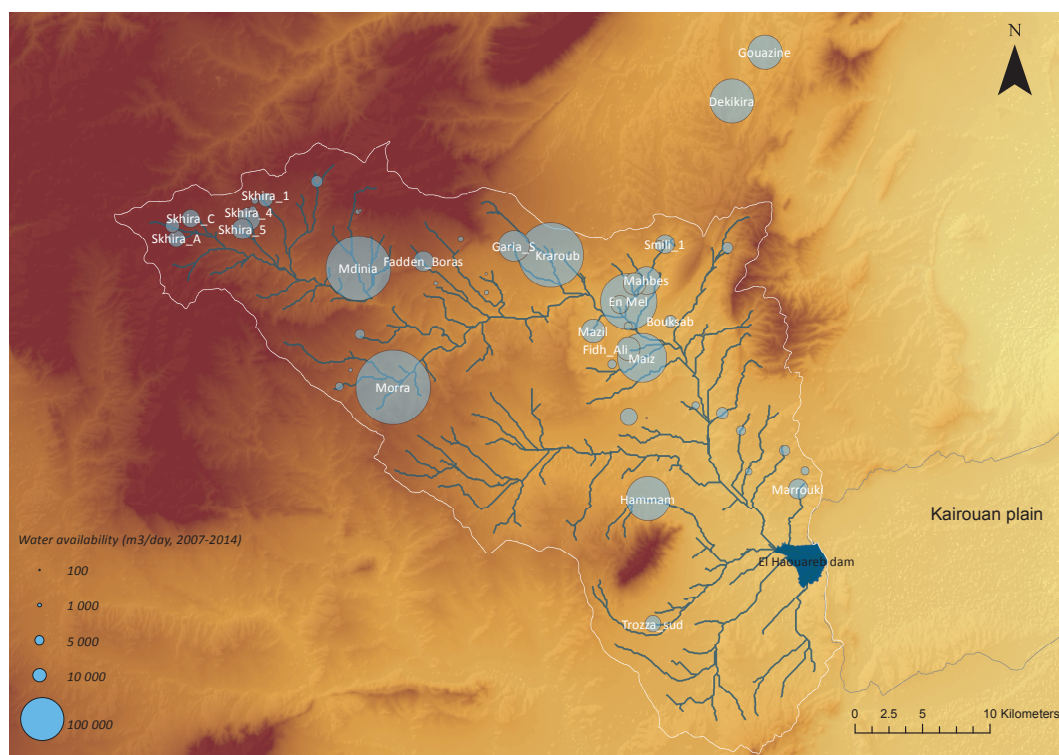 N
Gouazine
Dekikira
Skhira_1
Skhira_C
Skhira_4
Skhira_5
Skhira_A
Garia_S
Kraroub
Smili_1
Mdinia
Fadden_Boras
Mahbes
En Mel
Mazil
Bouksab
Fidh_Ali
Maiz
Morra
Hammam
Marrouki
Kairouan plain
El Haouareb dam
Trozza_sud
Water availability (m3/day, 2007-2014)
100
1 000
5 000
10 000
100 000
0 2.5 5 10 Kilometers